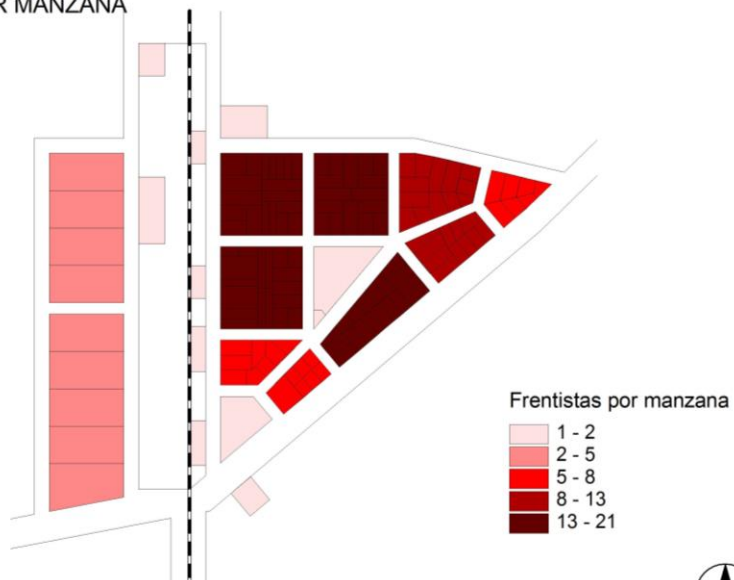 R MANZANA
Frentistas por manzana
1 - 2
2 - 5
5 - 8
8 - 13
13 - 21